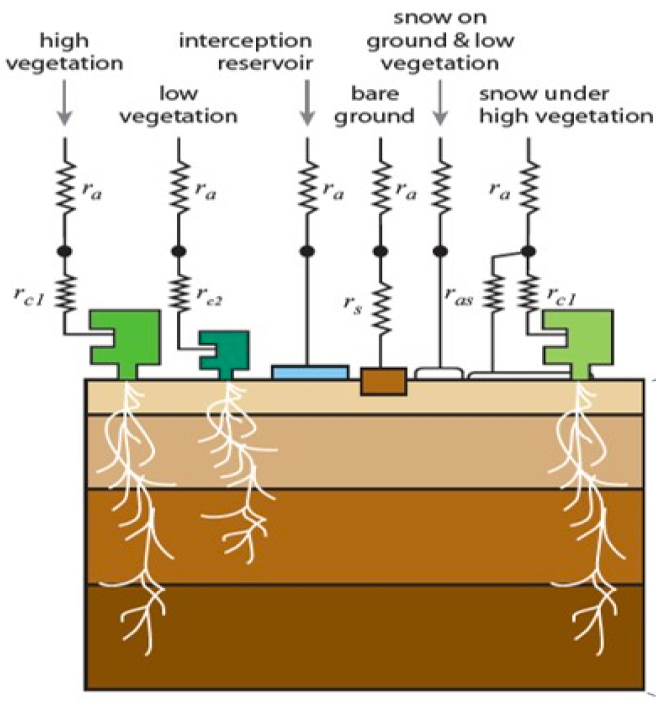 high
vegetation
low
vegetation
interception
reservoir
bare
ground
snow on
ground & low
vegetation
snow under
high vegetation
ra
ra
ra
ra
ra
rc1
rc2
rs
ras
rc1